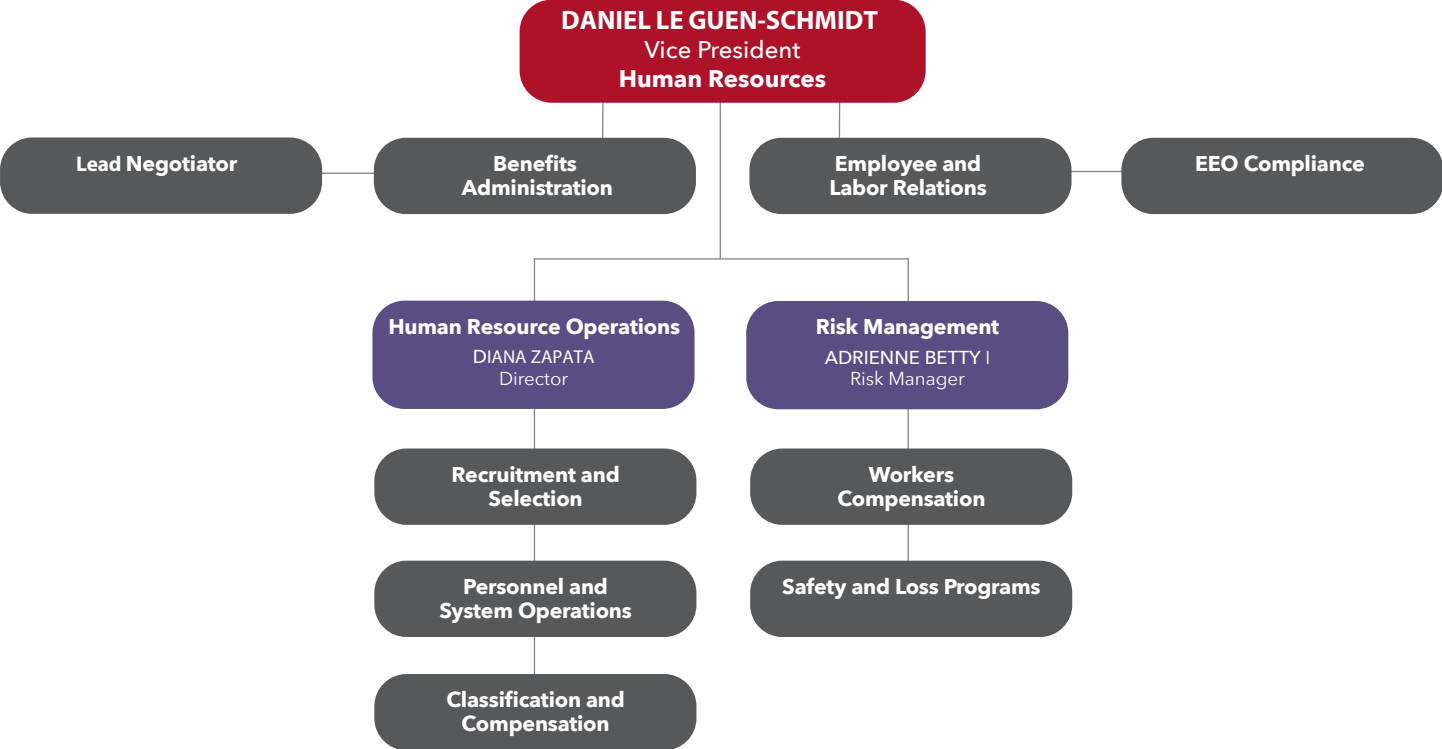 DANIEL LE GUEN-SCHMIDT
Vice President
Human Resources
Lead Negotiator
Benefits
Administration
Employee and
Labor Relations
EEO Compliance
Human Resource Operations
DIANA ZAPATA
Director
Risk Management
ADRIENNE BETTY |
Risk Manager
Recruitment and
Selection
Workers
Compensation
Personnel and
System Operations
Safety and Loss Programs
Classification and
Compensation